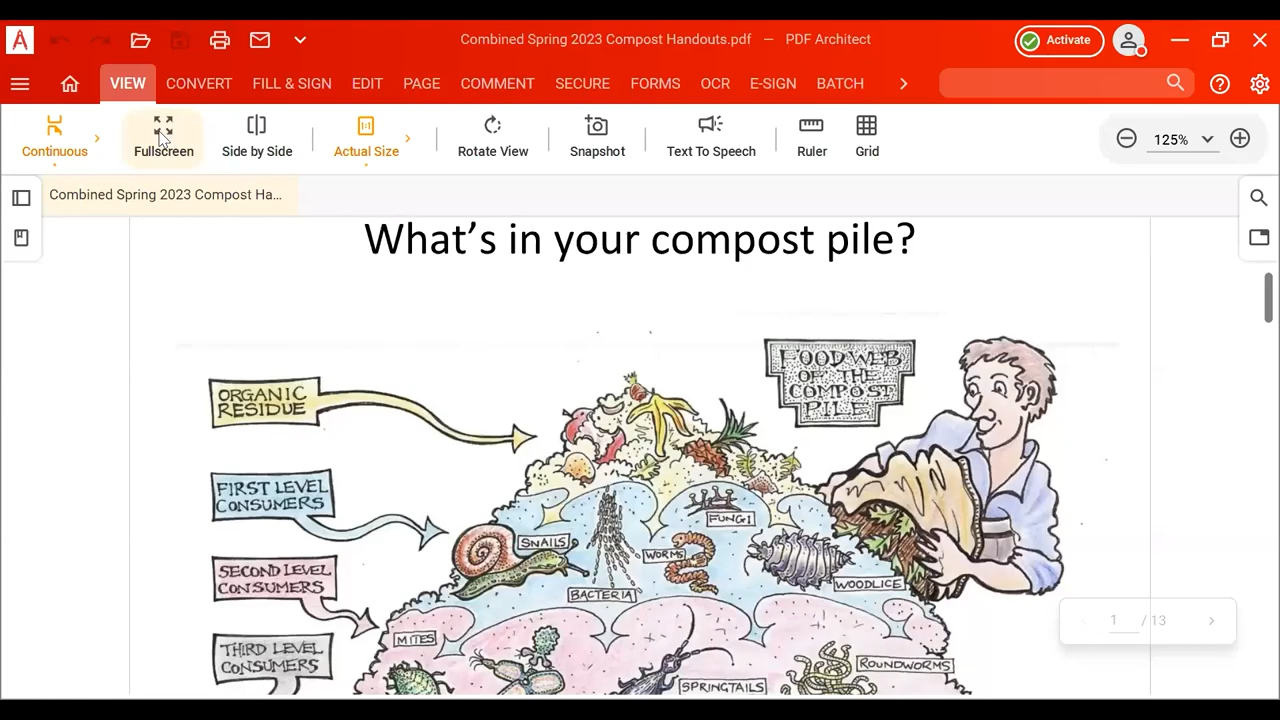 Combined Spring 2023 Compost Handouts.pdf — PDF Architect
Activate
VIEW CONVERT FILL & SIGN EDIT PAGE COMMENT SECURE FORMS OCR E-SIGN BATCH
Continuous Fullscreen Side by Side Actual Size Rotate View Snapshot Text To Speech Ruler Grid
1:1
125%
Combined Spring 2023 Compost Ha...
What's in your compost pile?
FOOD WEB
OF THE
COMPOST
PILE
ORGANIC
RESIDUE
FIRST LEVEL
CONSUMERS
FUNGI
SNAILS
WORMS
WOODLICE
BACTERIA
SECOND LEVEL
CONSUMERS
MITES
THIRD LEVEL
CONSUMERS
ROUNDWORMS
SPRINGTAILS
1 / 13